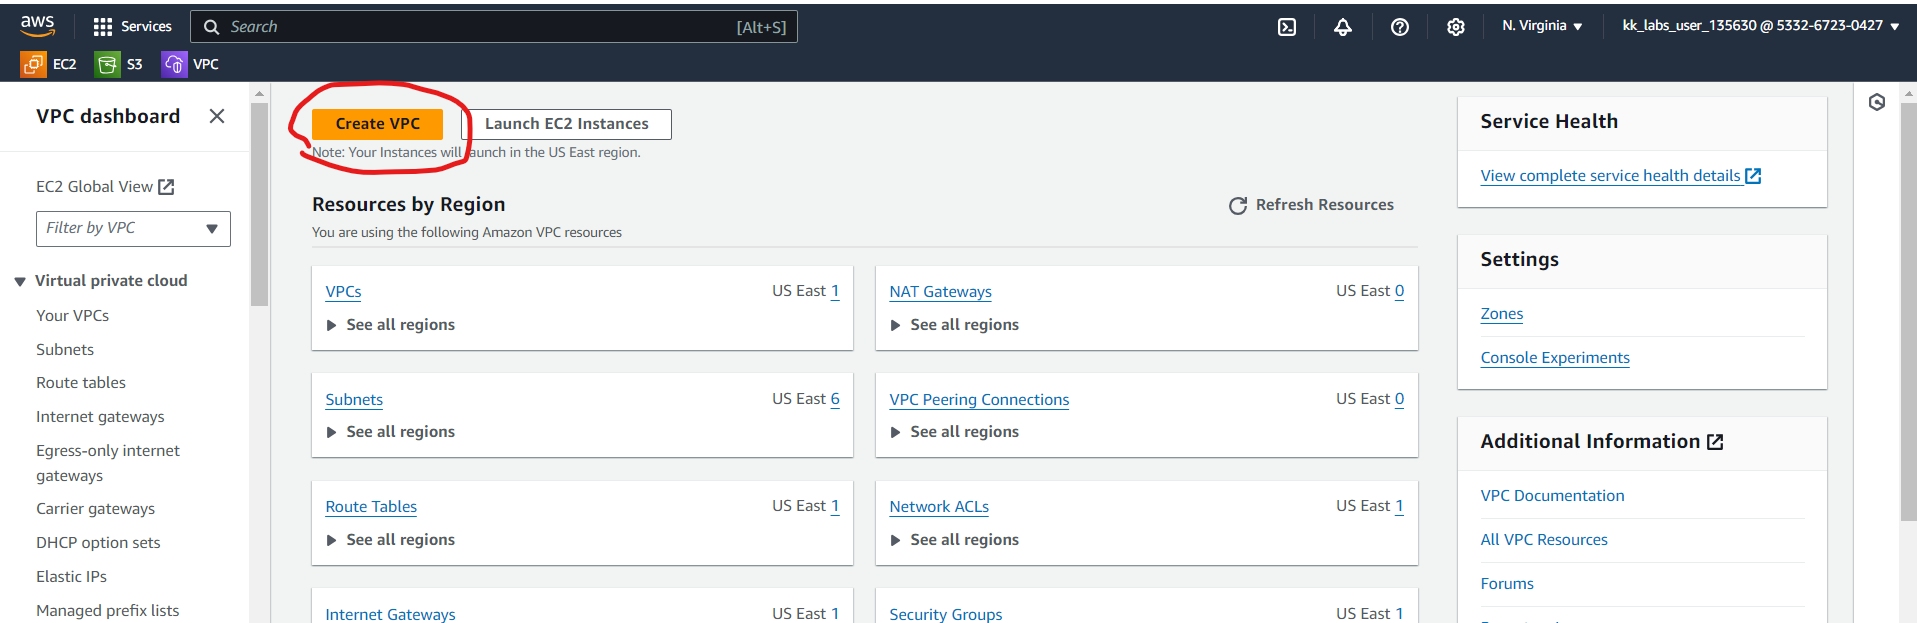 aws
Services
Search [Alt+S]
N. Virginia
kk_labs_user_135630 @ 5332-6723-0427
EC2 S3 VPC
VPC dashboard
EC2 Global View
Filter by VPC
Virtual private cloud
Your VPCs
Subnets
Route tables
Internet gateways
Egress-only internet
gateways
Carrier gateways
DHCP option sets
Elastic IPs
Managed prefix lists
Create VPC
Launch EC2 Instances
Note: Your Instances will launch in the US East region.
Resources by Region
Refresh Resources
You are using the following Amazon VPC resources
VPCs US East 1
See all regions
NAT Gateways US East 0
See all regions
Subnets US East 6
See all regions
VPC Peering Connections US East 0
See all regions
Route Tables US East 1
See all regions
Network ACLs US East 1
See all regions
Internet Gateways US East 1
Security Groups US East 1
Service Health
View complete service health details
Settings
Zones
Console Experiments
Additional Information
VPC Documentation
All VPC Resources
Forums